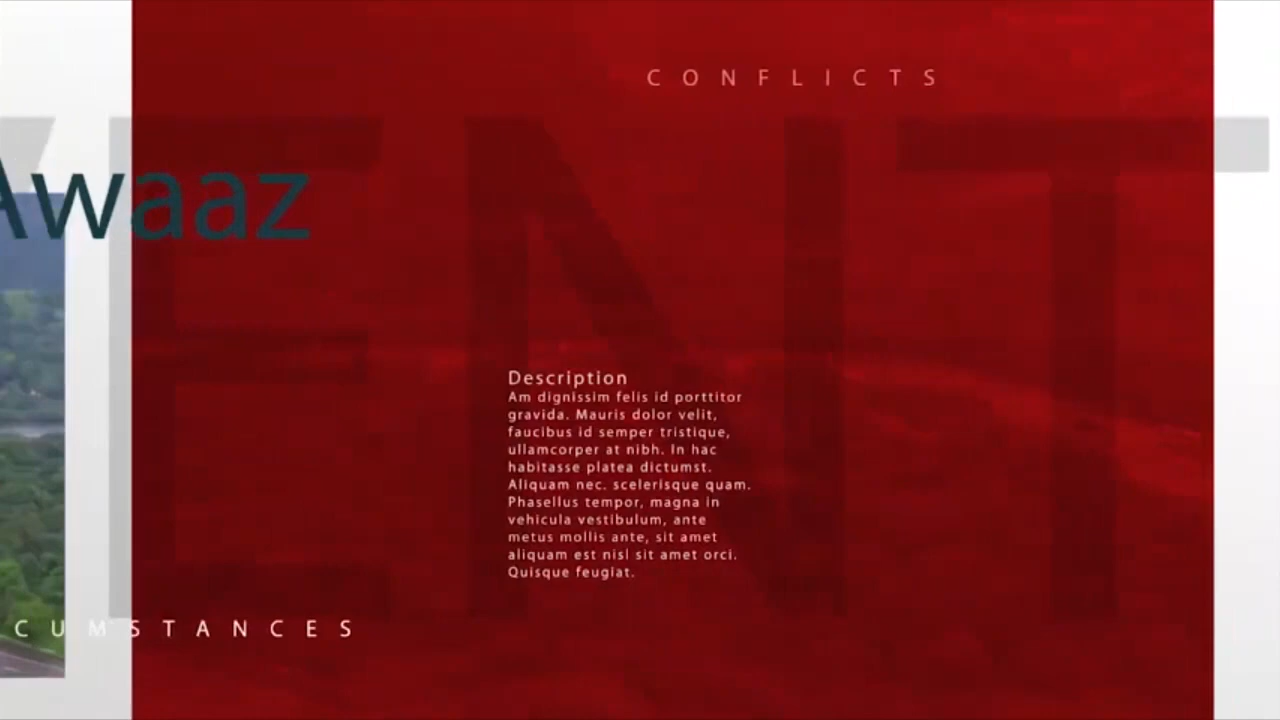 CONFLICTS
ENT
Awaaz
Description
Am dignissim felis id porttitor
gravida. Mauris dolor velit,
faucibus id semper tristique,
ullamcorper at nibh. In hac
habitasse platea dictumst.
Aliquam nec. scelerisque quam.
Phasellus tempor, magna in
vehicula vestibulum, ante
metus mollis ante, sit amet
aliquam est nisl sit amet orci.
Quisque feugiat.
CUMSTANCES